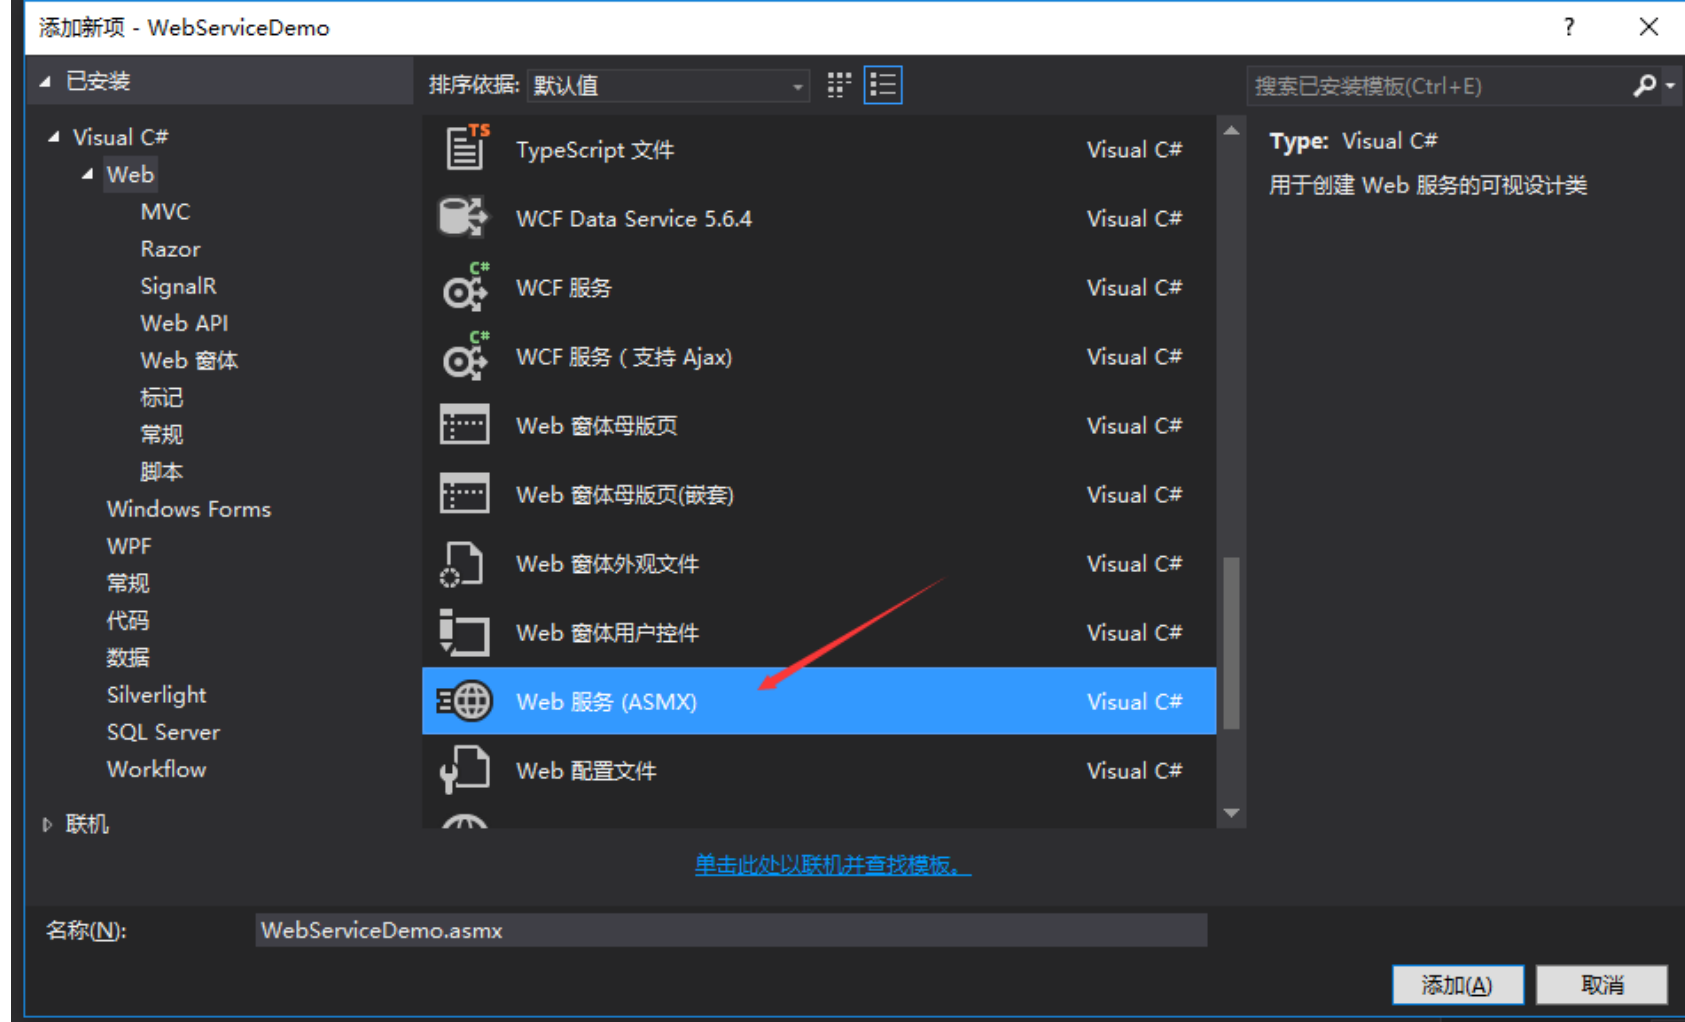 添加新项 - WebServiceDemo
?
已安装
排序依据: 默认值
搜索已安装模板(Ctrl+E)
Visual C#
Web
MVC
Razor
SignalR
Web API
Web 窗体
标记
常规
脚本
Windows Forms
WPF
常规
代码
数据
Silverlight
SQL Server
Workflow
联机
TS
TypeScript 文件 Visual C#
WCF Data Service 5.6.4 Visual C#
C#
WCF 服务 Visual C#
C#
WCF 服务 ( 支持 Ajax) Visual C#
Web 窗体母版页 Visual C#
Web 窗体母版页(嵌套) Visual C#
Web 窗体外观文件 Visual C#
Web 窗体用户控件 Visual C#
Web 服务 (ASMX) Visual C#
Web 配置文件 Visual C#
Type: Visual C#
用于创建 Web 服务的可视设计类
单击此处以联机并查找模板。
名称(N): WebServiceDemo.asmx
添加(A) 取消